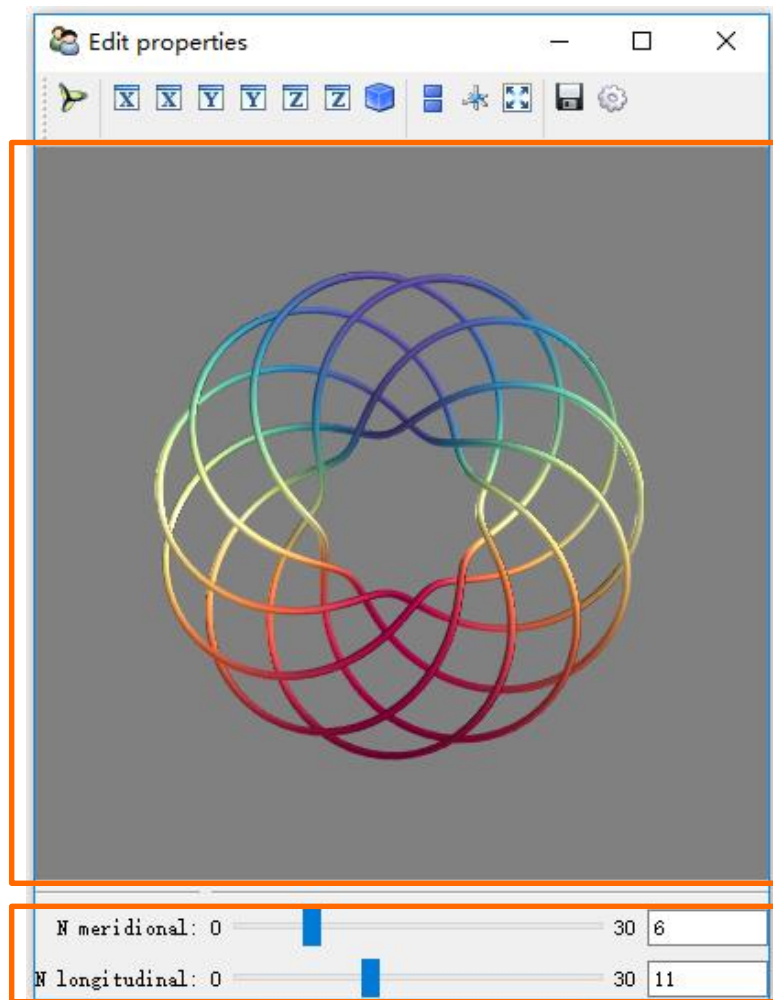 Edit properties
X X Y Y Z Z
N meridional: 0 30 6
N longitudinal: 0 30 11